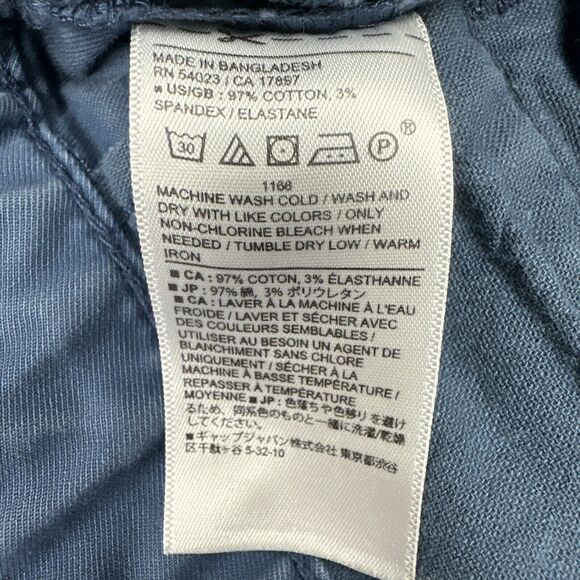 MADE IN BANGLADESH
RN 54023 / CA 17897
■ US/GB : 97% COTTON, 3%
SPANDEX / ELASTANE
30 P ®
1166
MACHINE WASH COLD / WASH AND
DRY WITH LIKE COLORS / ONLY
NON-CHLORINE BLEACH WHEN
NEEDED / TUMBLE DRY LOW / WARM
IRON
■ CA : 97% COTON, 3% ÉLASTHANNE
■ JP : 97% 綿, 3% ポリウレタン
■ CA : LAVER À LA MACHINE À L'EAU
FROIDE / LAVER ET SÉCHER AVEC
DES COULEURS SEMBLABLES /
UTILISER AU BESOIN UN AGENT DE
BLANCHIMENT SANS CHLORE
UNIQUEMENT / SÉCHER À LA
MACHINE À BASSE TEMPÉRATURE /
REPASSER À TEMPÉRATURE
MOYENNE ■ JP : 色落ちや色移りを避け
るため、同系色のものと一緒に洗濯/乾燥
してください。
■ ギャップジャパン株式会社 東京都渋谷
区千駄ヶ谷 5-32-10